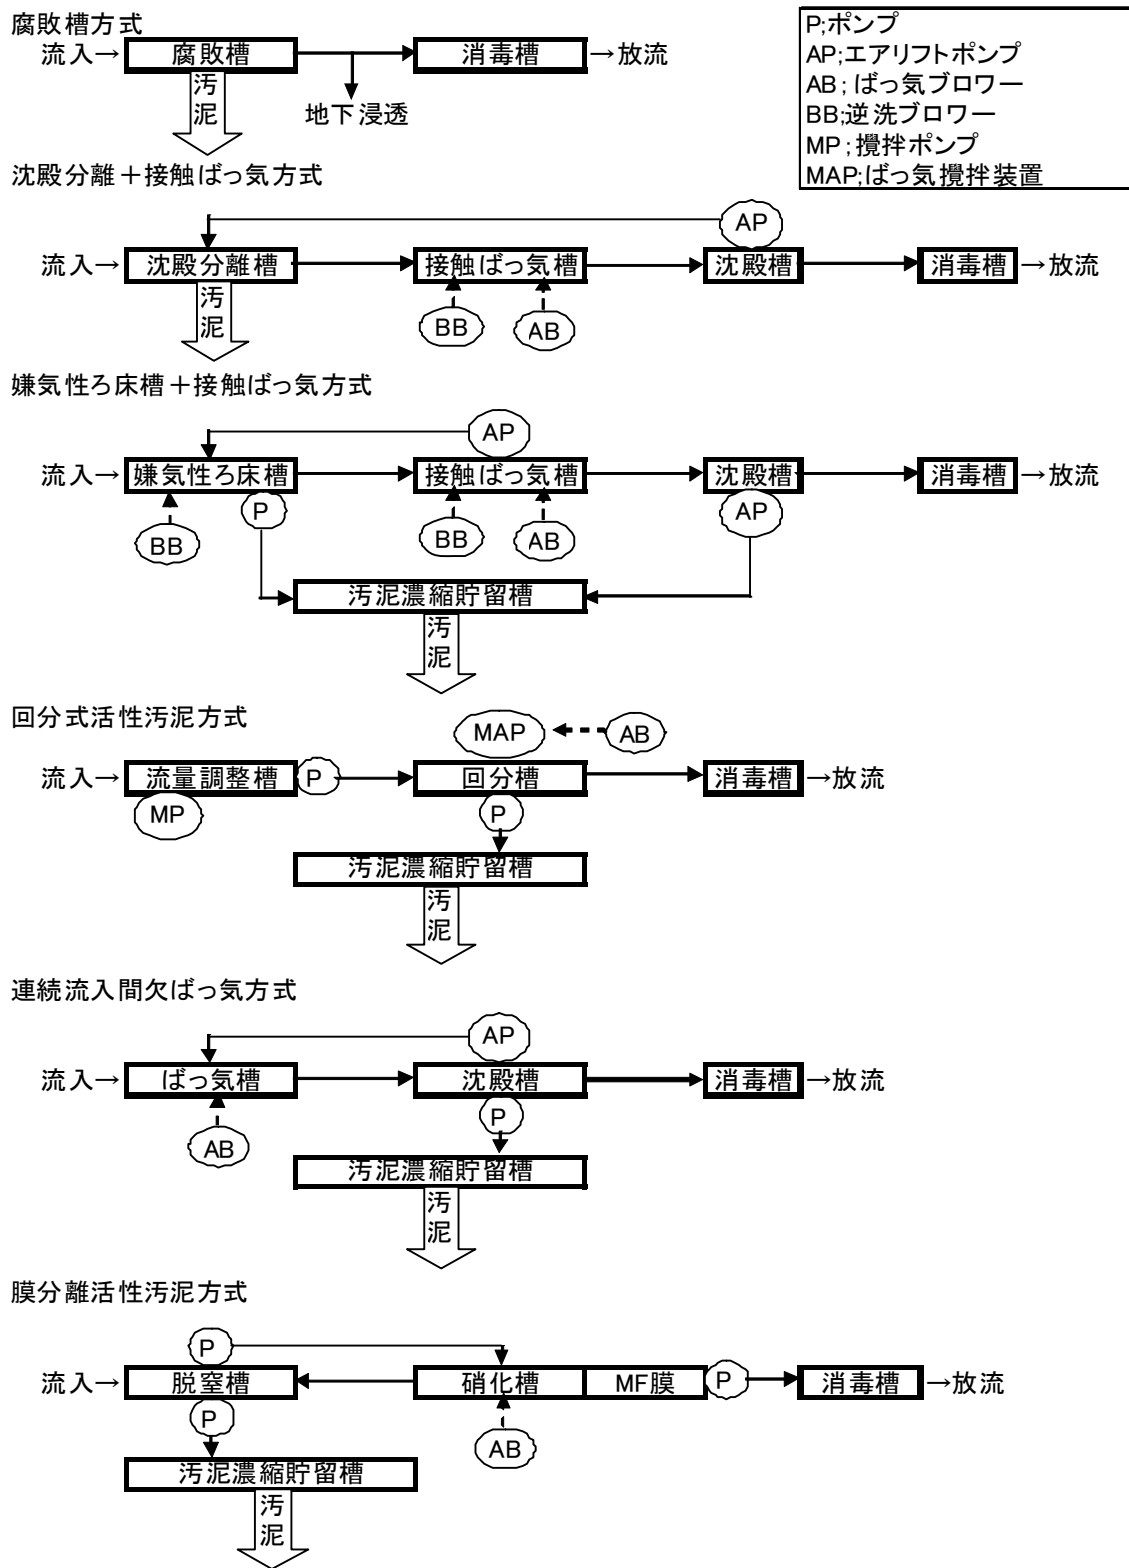 腐敗槽方式
流入→ 腐敗槽 消毒槽 →放流
汚
泥
地下浸透
P;ポンプ
AP;エアリフトポンプ
AB;ばっ気ブロワー
BB;逆洗ブロワー
MP;攪拌ポンプ
MAP;ばっ気攪拌装置
沈殿分離+接触ばっ気方式
AP
流入→ 沈殿分離槽 接触ばっ気槽 沈殿槽 消毒槽 →放流
汚
泥
BB AB
嫌気性ろ床槽+接触ばっ気方式
AP
流入→ 嫌気性ろ床槽 接触ばっ気槽 沈殿槽 消毒槽 →放流
P AP
BB BB AB
汚泥濃縮貯留槽
汚
泥
回分式活性汚泥方式
MAP AB
流入→ 流量調整槽 P 回分槽 消毒槽 →放流
MP P
汚泥濃縮貯留槽
汚
泥
連続流入間欠ばっ気方式
AP
流入→ ばっ気槽 沈殿槽 消毒槽 →放流
AB P
汚泥濃縮貯留槽
汚
泥
膜分離活性汚泥方式
P
流入→ 脱窒槽 硝化槽 MF膜 P 消毒槽 →放流
P AB
汚泥濃縮貯留槽
汚
泥